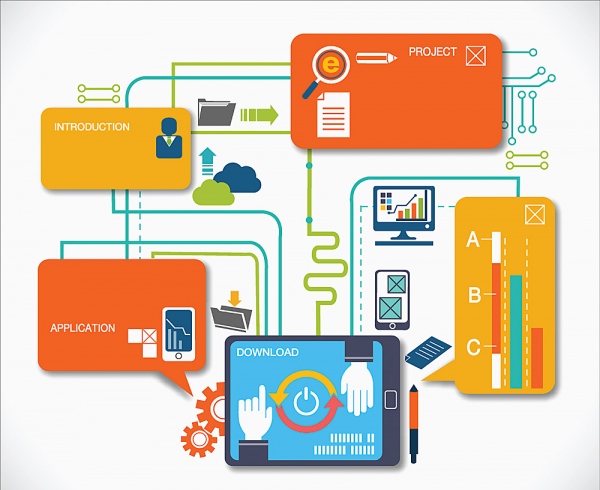 PROJECT
e
INTRODUCTION
A
B
C
APPLICATION
DOWNLOAD